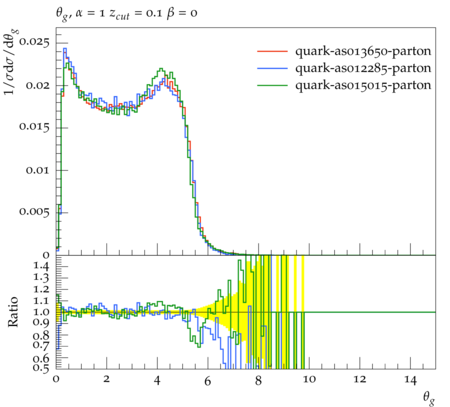 θg, α = 1 zcut = 0.1 β = 0
1/σ dσ/dθg
quark-as013650-parton
quark-as012285-parton
quark-as015015-parton
0.025
0.02
0.015
0.01
0.005
0
Ratio
1.4
1.3
1.2
1.1
1.0
0.9
0.8
0.7
0.6
0.5
0 2 4 6 8 10 12 14
θg